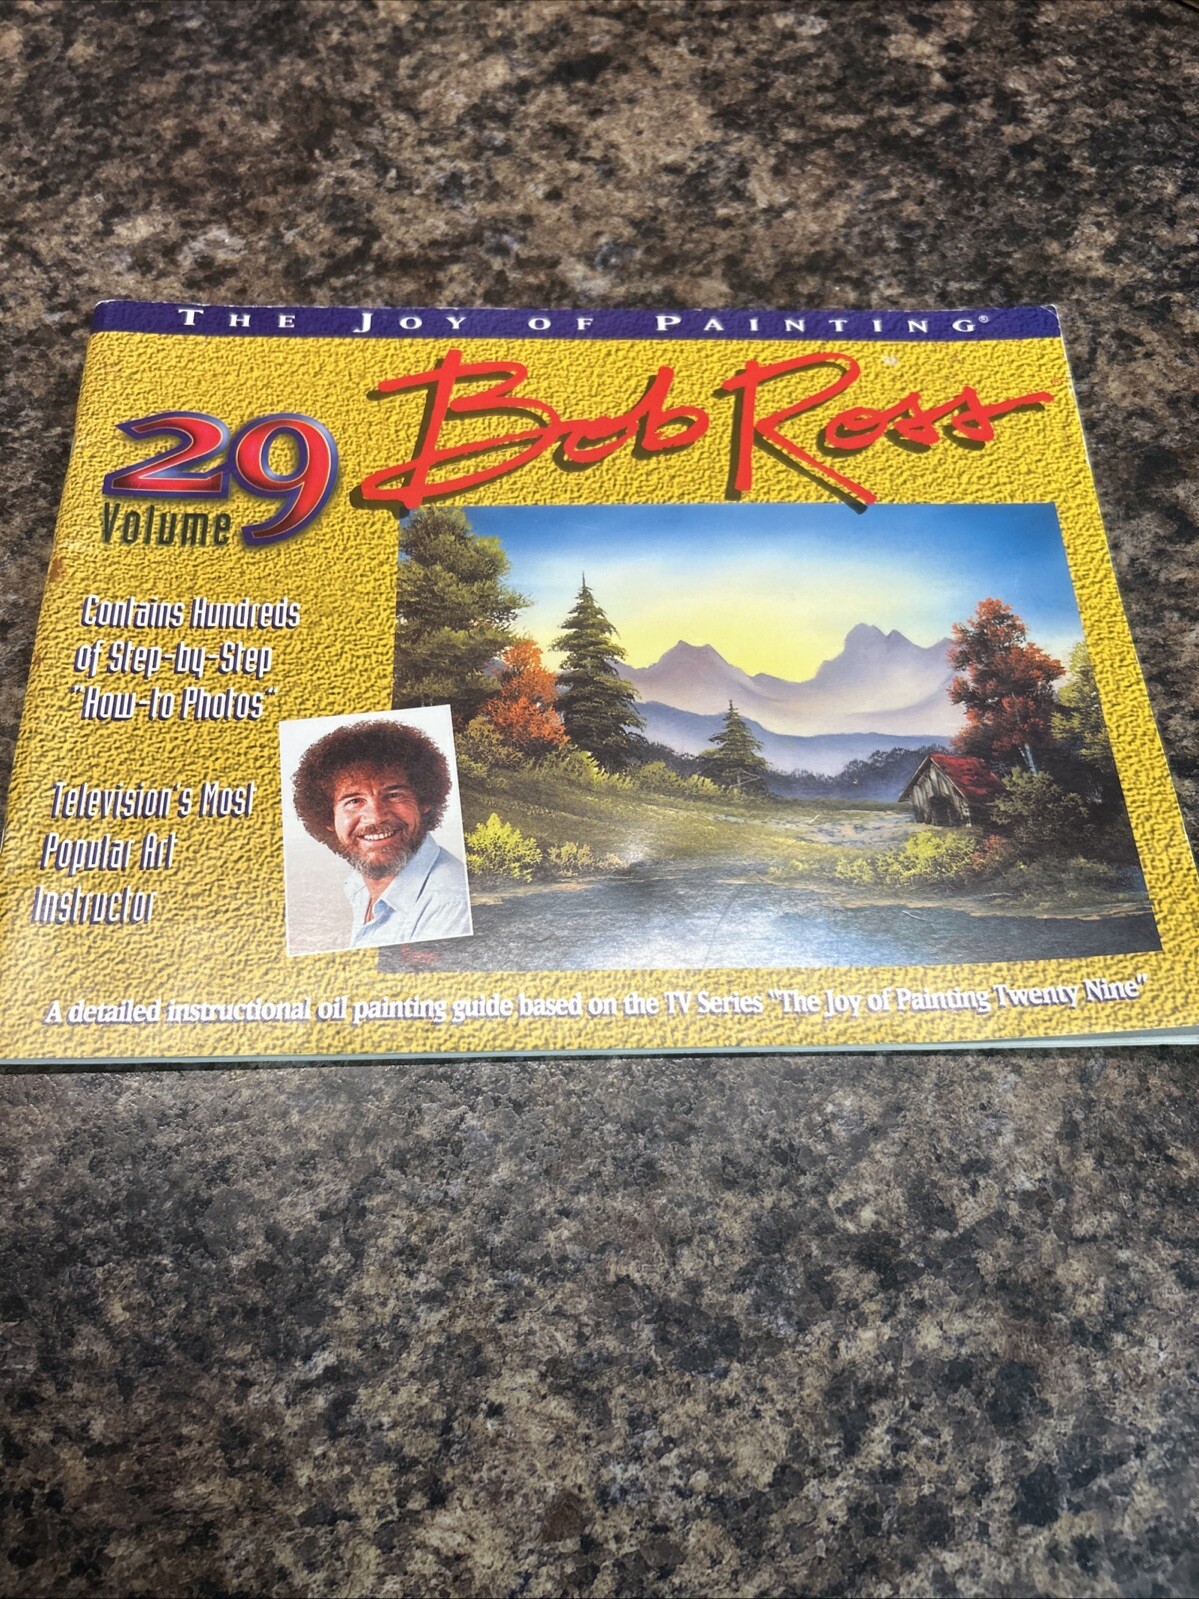 THE JOY OF PAINTING®
Bob Ross
29
Volume
Contains Hundreds
of Step-by-Step
"How-to Photos"
Television's Most
Popular Art
Instructor
A detailed instructional oil painting guide based on the TV Series "The Joy of Painting Twenty Nine"